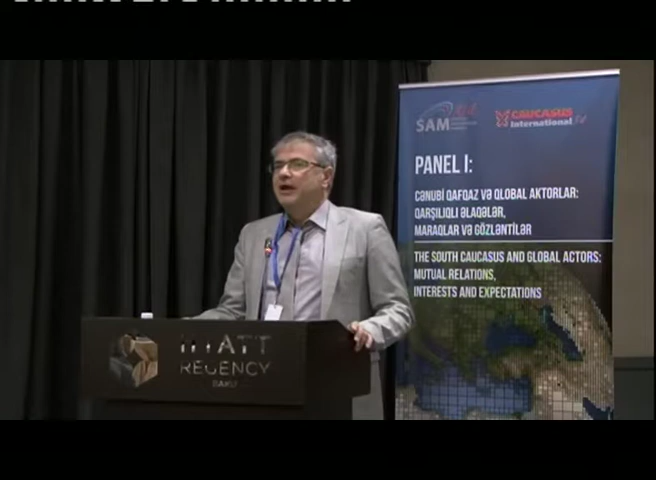 SAM
CAUCASUS
International
PANEL I:
CƏNUBİ QAFQAZ VƏ QLOBAL AKTORLAR:
QARŞILIQLI ƏLAQƏLƏR,
MARAQLAR VƏ GÖZLƏNTİLƏR
THE SOUTH CAUCASUS AND GLOBAL ACTORS:
MUTUAL RELATIONS,
INTERESTS AND EXPECTATIONS
HYATT
REGENCY
BAKU